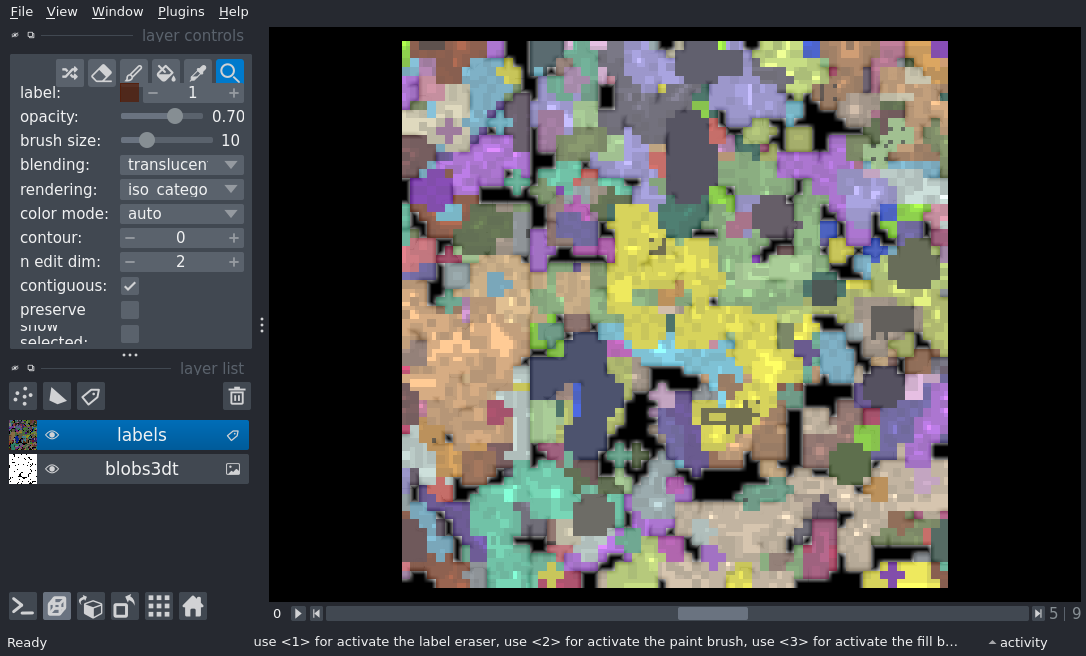 File View Window Plugins Help
layer controls
label: 1
opacity: 0.70
brush size: 10
blending: translucen
rendering: iso_catego
color mode: auto
contour: 0
n edit dim: 2
contiguous:
preserve
show
selected:
layer list
labels
blobs3dt
0 5 | 9
Ready use <1> for activate the label eraser, use <2> for activate the paint brush, use <3> for activate the fill b... activity